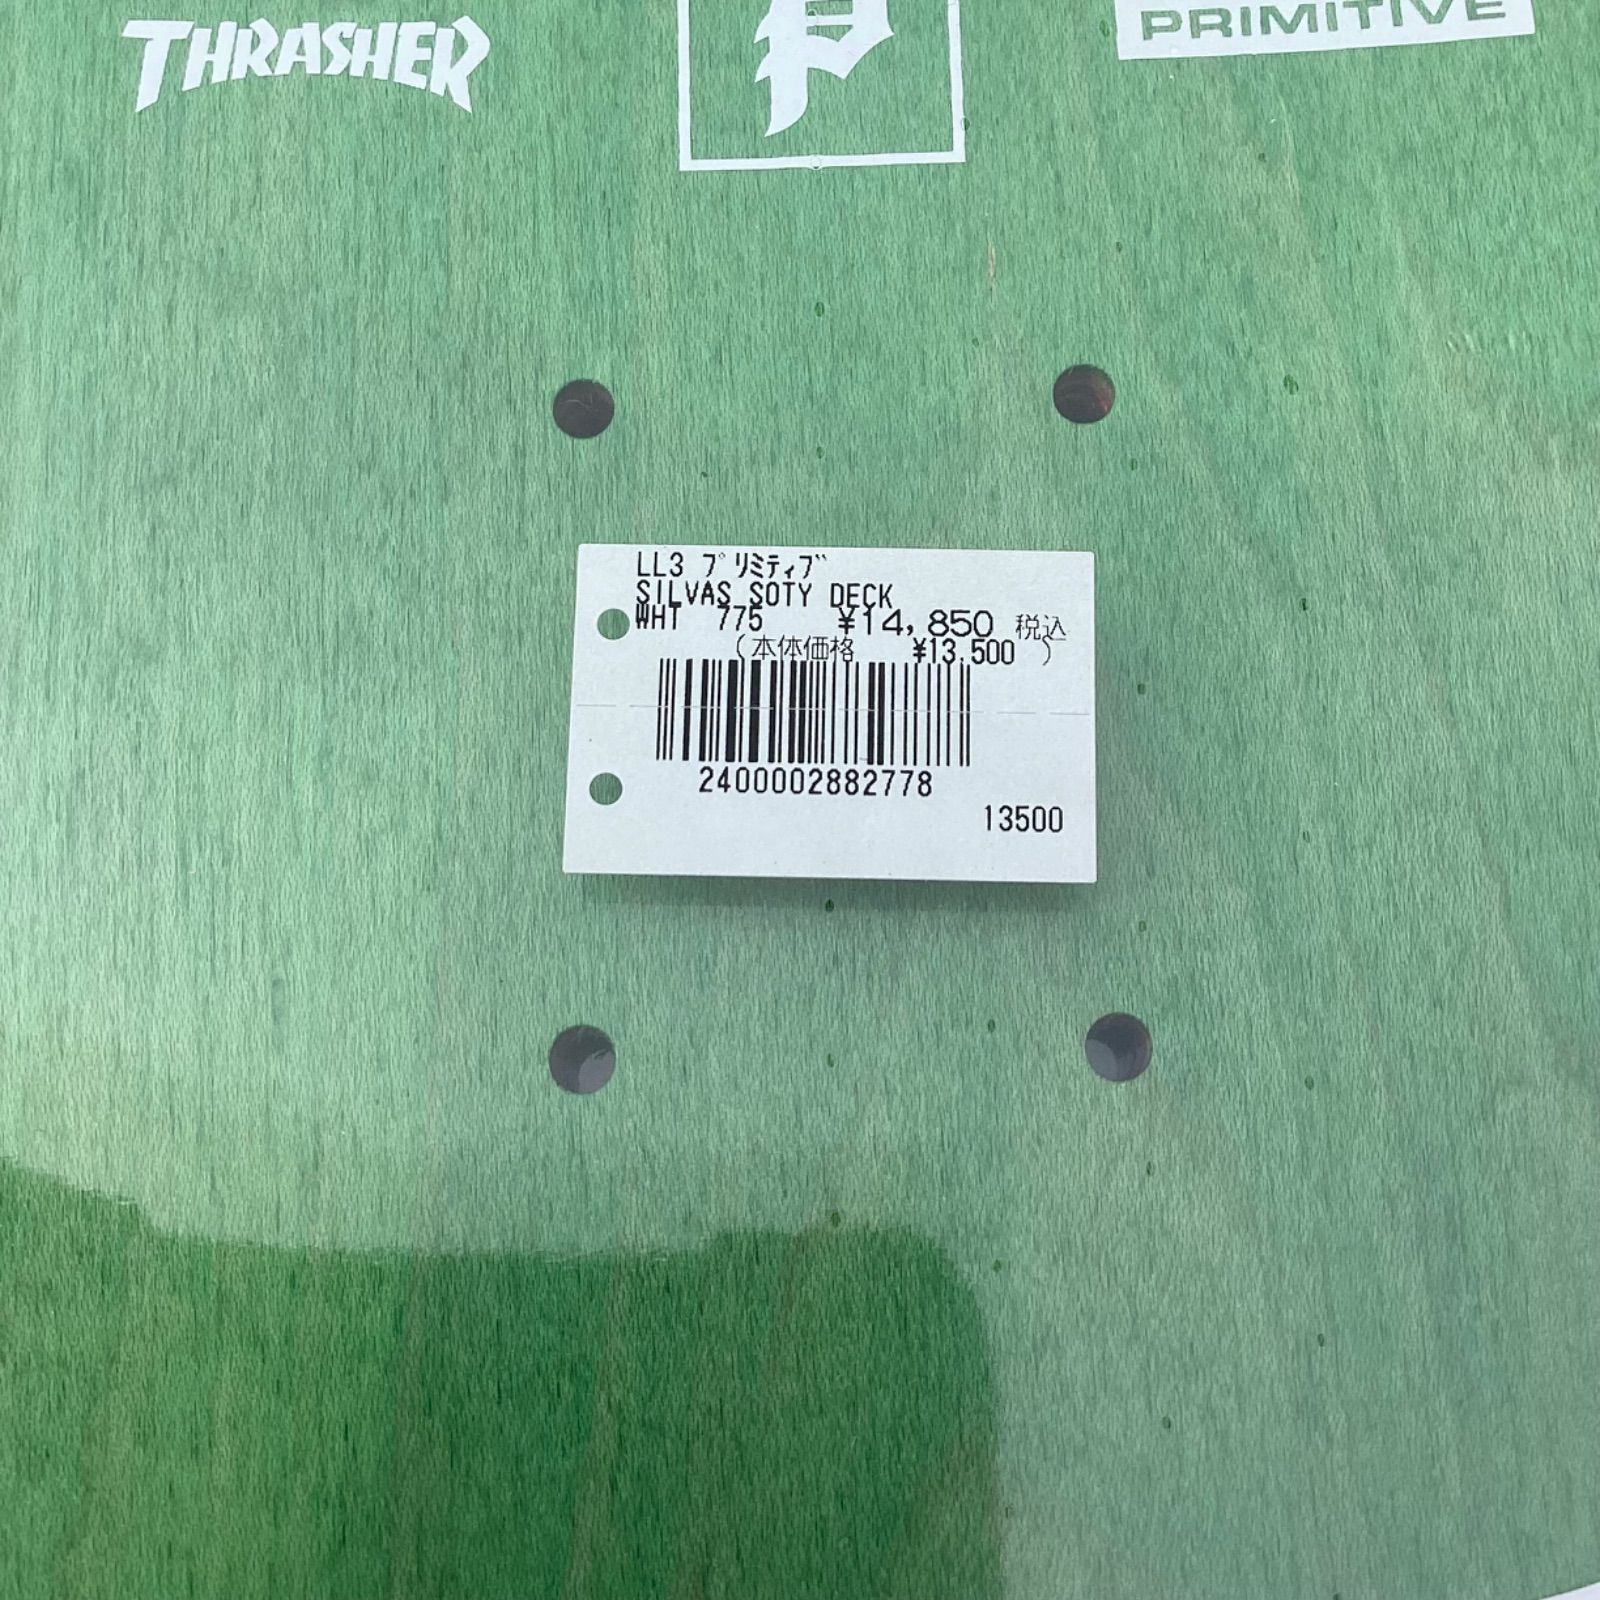 THRASHER
P
PRIMITIVE
LL3 プリミティブ
SILVAS SOTY DECK
WHT 775 ¥14,850 税込
(本体価格 ¥13,500 )
2400002882778
13500